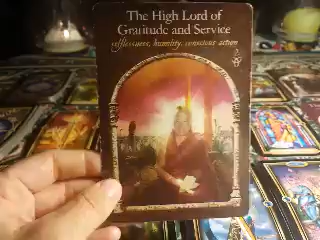 The High Lord of
Gratitude and Service
selflessness, humility, conscious action